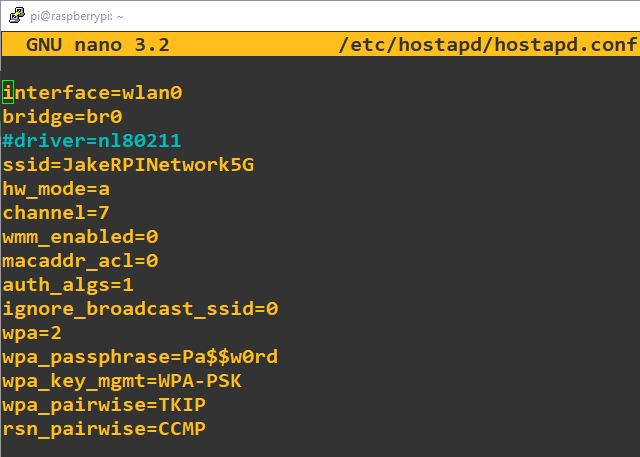 pi@raspberrypi: ~
GNU nano 3.2 /etc/hostapd/hostapd.conf
interface=wlan0
bridge=br0
#driver=nl80211
ssid=JakeRPINetwork5G
hw_mode=a
channel=7
wmm_enabled=0
macaddr_acl=0
auth_algs=1
ignore_broadcast_ssid=0
wpa=2
wpa_passphrase=Pa$$w0rd
wpa_key_mgmt=WPA-PSK
wpa_pairwise=TKIP
rsn_pairwise=CCMP